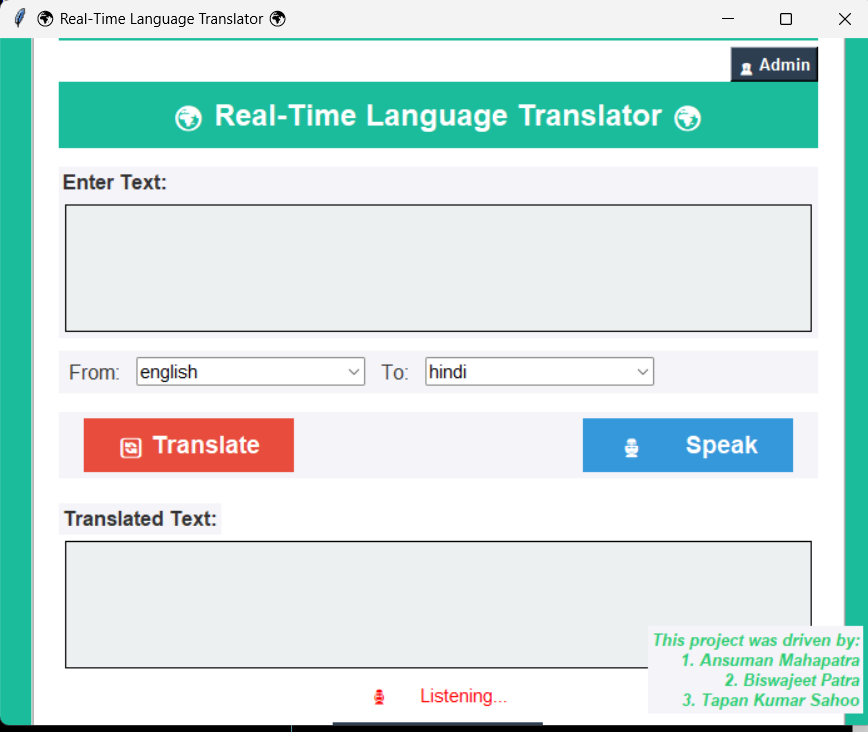 🌍 Real-Time Language Translator 🌍
Admin
🌍 Real-Time Language Translator 🌍
Enter Text:
From: english To: hindi
Translate Speak
Translated Text:
This project was driven by:
1. Ansuman Mahapatra
2. Biswajeet Patra
3. Tapan Kumar Sahoo
Listening...